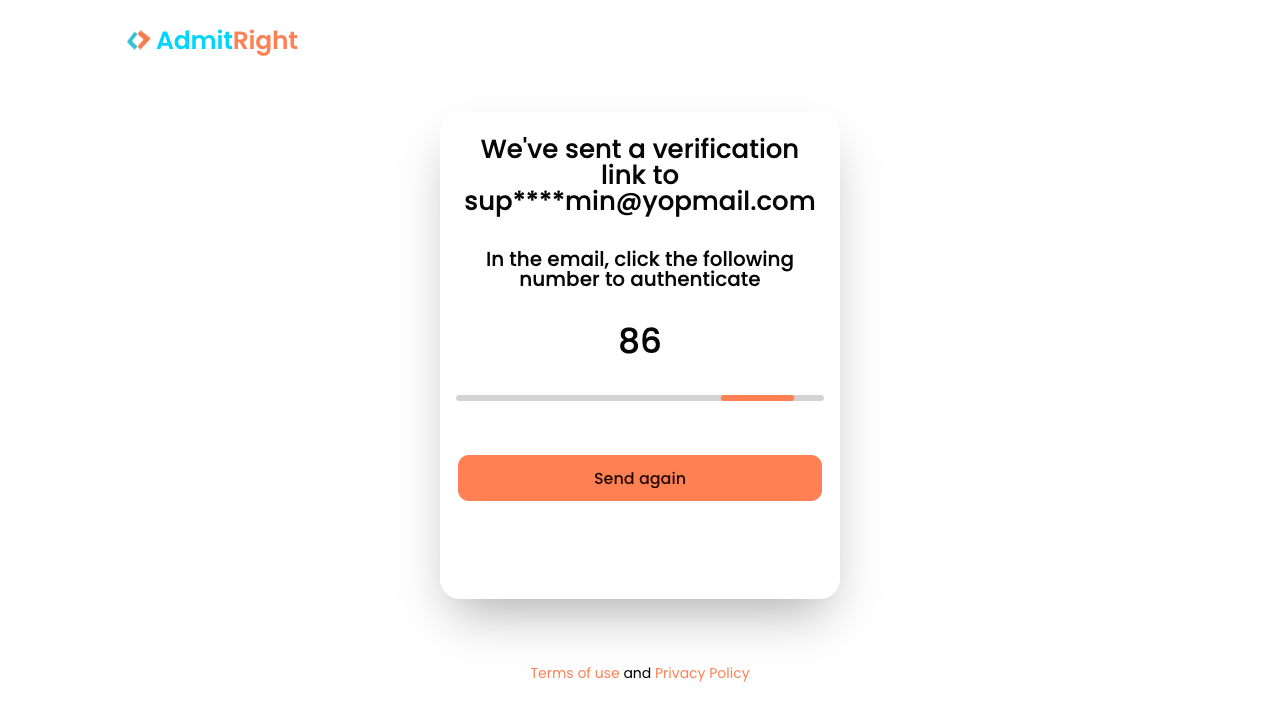 AdmitRight
We've sent a verification
link to
sup****min@yopmail.com
In the email, click the following
number to authenticate
86
Send again
Terms of use and Privacy Policy